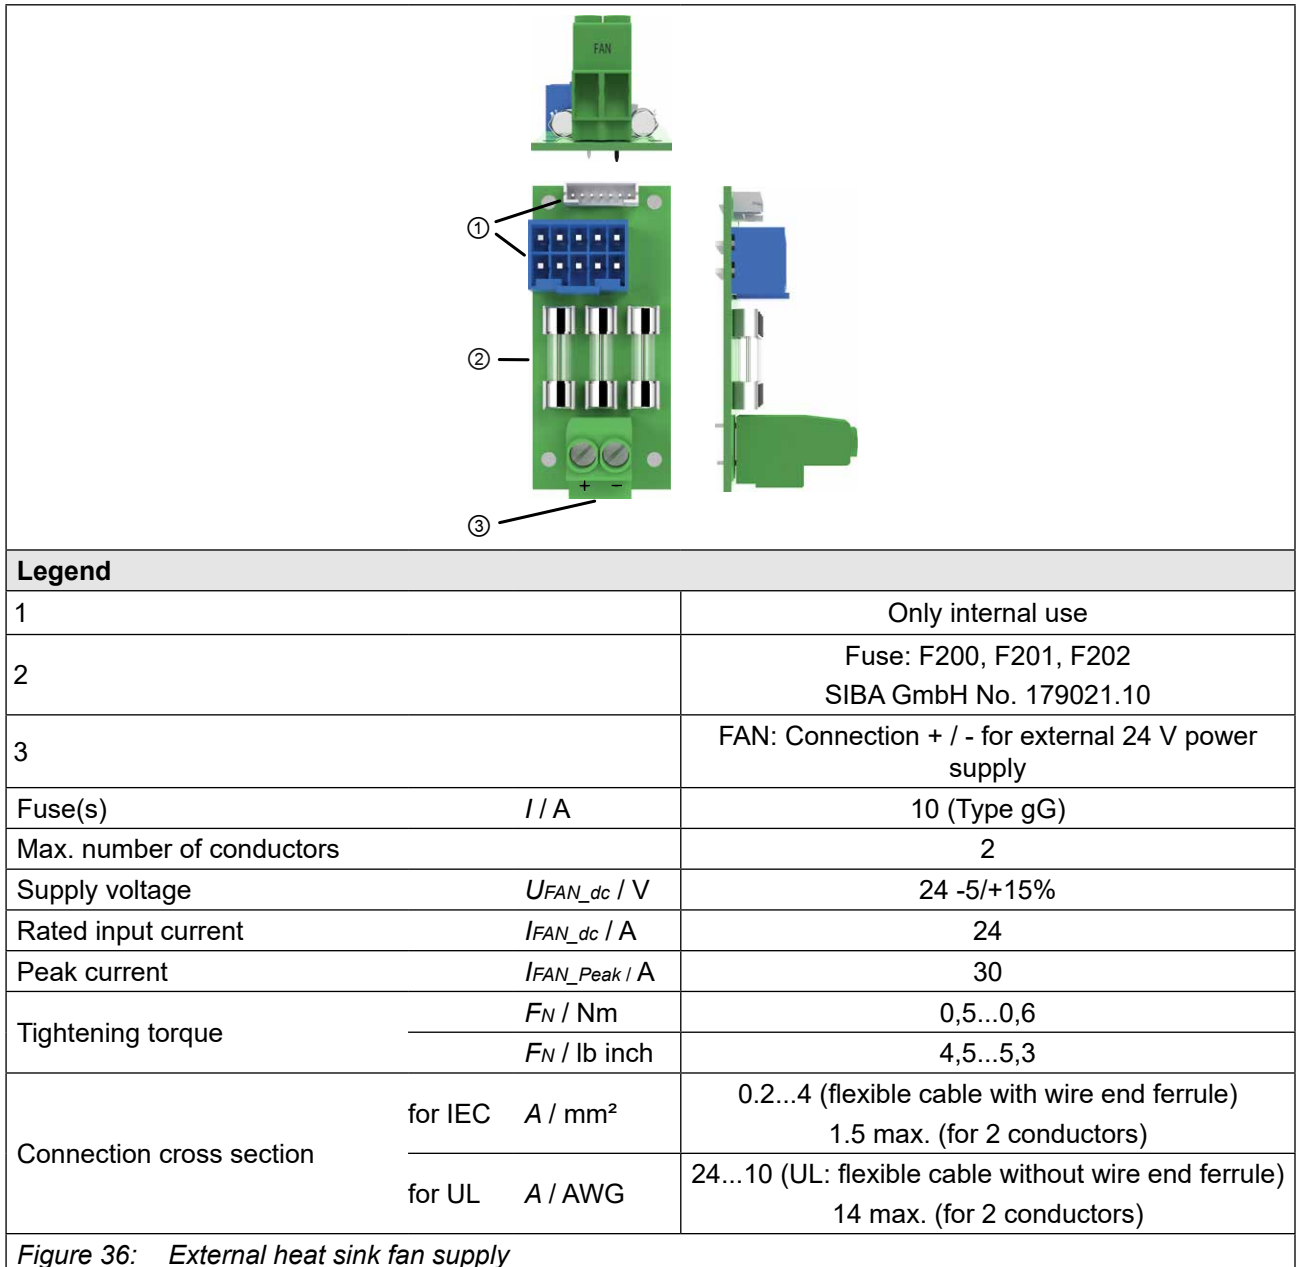 FAN
①
②
+ −
③
Legend
1 Only internal use
2 Fuse: F200, F201, F202
SIBA GmbH No. 179021.10
3 FAN: Connection + / - for external 24 V power
supply
Fuse(s) I / A 10 (Type gG)
Max. number of conductors 2
Supply voltage UFAN_dc / V 24 -5/+15%
Rated input current IFAN_dc / A 24
Peak current IFAN_Peak / A 30
Tightening torque FN / Nm 0,5...0,6
FN / lb inch 4,5...5,3
Connection cross section for IEC A / mm² 0.2...4 (flexible cable with wire end ferrule)
1.5 max. (for 2 conductors)
for UL A / AWG 24...10 (UL: flexible cable without wire end ferrule)
14 max. (for 2 conductors)
Figure 36: External heat sink fan supply